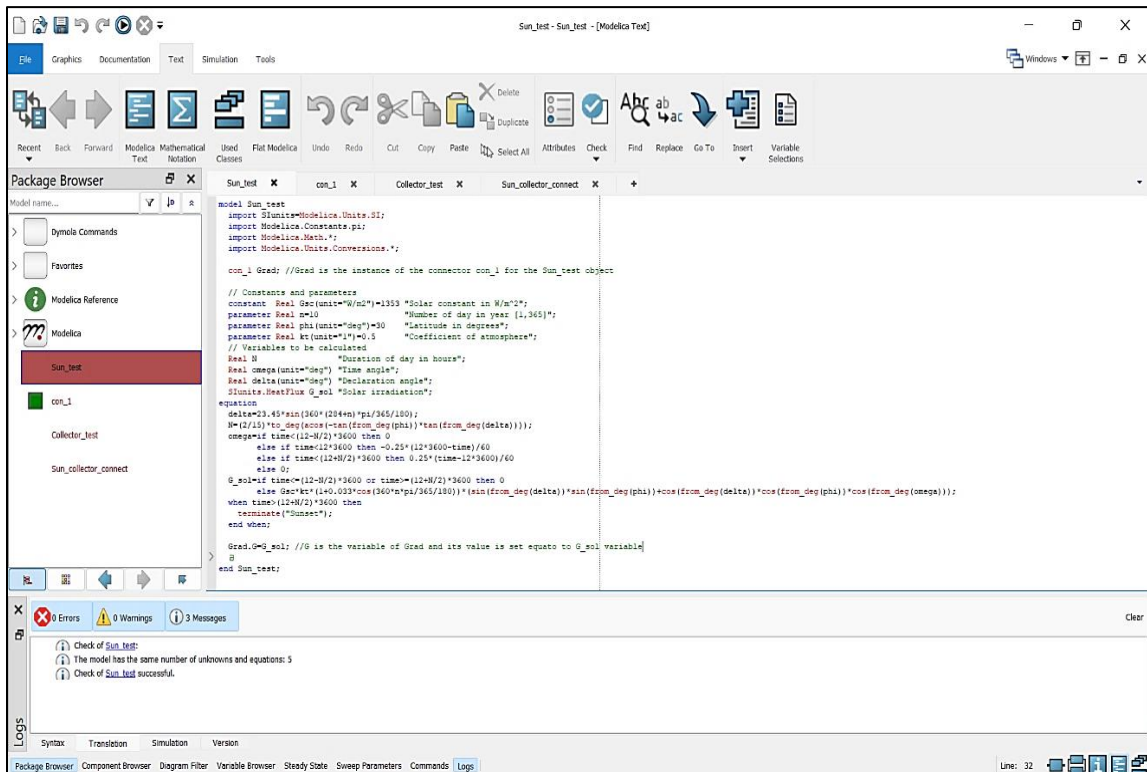 Sun_test - Sun_test - [Modelica Text]
File Graphics Documentation Text Simulation Tools
Windows
Recent Back Forward Modelica Text Mathematical Notation Used Classes Flat Modelica Undo Redo Cut Copy Paste Delete Duplicate Select All Attributes Check Find Replace Go To Insert Variable Selections
Package Browser
Model name...
Dymola Commands
Favorites
Modelica Reference
Modelica
Sun_test
con_1
Collector_test
Sun_collector_connect
Sun_test con_1 Collector_test Sun_collector_connect +
model Sun_test
import SIunits=Modelica.Units.SI;
import Modelica.Constants.pi;
import Modelica.Math.*;
import Modelica.Units.Conversions.*;
con_1 Grad; //Grad is the instance of the connector con_1 for the Sun_test object
// Constants and parameters
constant Real Gsc(unit="W/m2")=1353 "Solar constant in W/m^2";
parameter Real n=10 "Number of day in year [1,365]";
parameter Real phi(unit="deg")=30 "Latitude in degrees";
parameter Real kt(unit="1")=0.5 "Coefficient of atmosphere";
// Variables to be calculated
Real N "Duration of day in hours";
Real omega(unit="deg") "Time angle";
Real delta(unit="deg") "Declaration angle";
SIunits.HeatFlux G_sol "Solar irradiation";
equation
delta=23.45*sin(360*(284+n)*pi/365/180);
N=(2/15)*to_deg(acos(-tan(from_deg(phi))*tan(from_deg(delta))));
omega=if time<(12-N/2)*3600 then 0
else if time<12*3600 then -0.25*(12*3600-time)/60
else if time<(12+N/2)*3600 then 0.25*(time-12*3600)/60
else 0;
G_sol=if time<=(12-N/2)*3600 or time>=(12+N/2)*3600 then 0
else Gsc*kt*(1+0.033*cos(360*n*pi/365/180))*(sin(from_deg(delta))*sin(from_deg(phi))+cos(from_deg(delta))*cos(from_deg(phi))*cos(from_deg(omega)));
when time>(12+N/2)*3600 then
terminate("Sunset");
end when;
Grad.G=G_sol; //G is the variable of Grad and its value is set equato to G_sol variable
end Sun_test;
0 Errors 0 Warnings 3 Messages Clear
Check of Sun_test:
The model has the same number of unknowns and equations: 5
Check of Sun_test successful.
Logs
Syntax Translation Simulation Version
Package Browser Component Browser Diagram Filter Variable Browser Steady State Sweep Parameters Commands Logs Line: 32